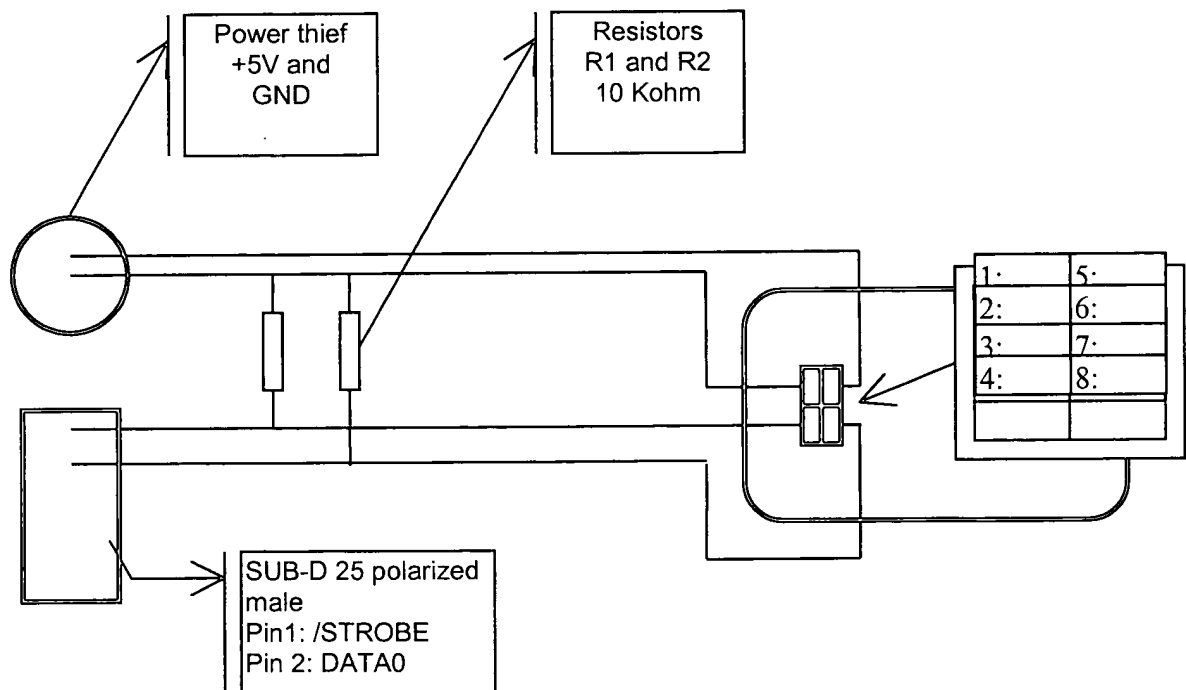 Power thief
+5V and
GND
Resistors
R1 and R2
10 Kohm
1: 5:
2: 6:
3: 7:
4: 8:
SUB-D 25 polarized
male
Pin1: /STROBE
Pin 2: DATA0